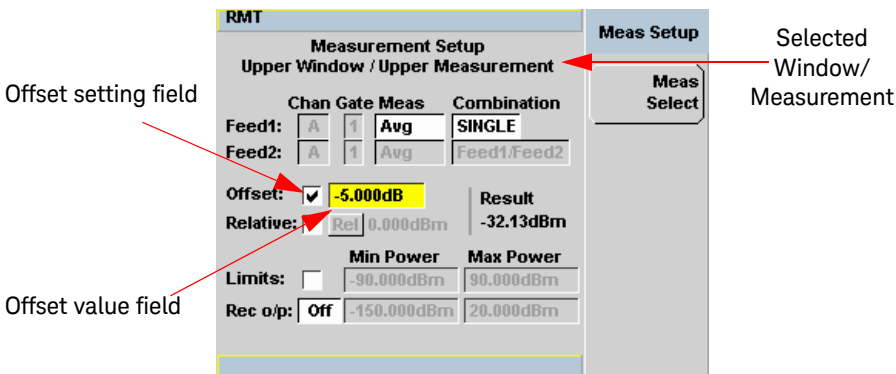 RMT
Measurement Setup
Upper Window / Upper Measurement
Meas Setup
Meas
Select
Selected
Window/
Measurement
Offset setting field
Chan Gate Meas Combination
Feed1: A 1 Avg SINGLE
Feed2: A 1 Avg Feed1/Feed2
Offset: -5.000dB
Relative: Rel 0.000dBm
Result
-32.13dBm
Min Power Max Power
Limits: -90.000dBm 90.000dBm
Rec o/p: Off -150.000dBm 20.000dBm
Offset value field